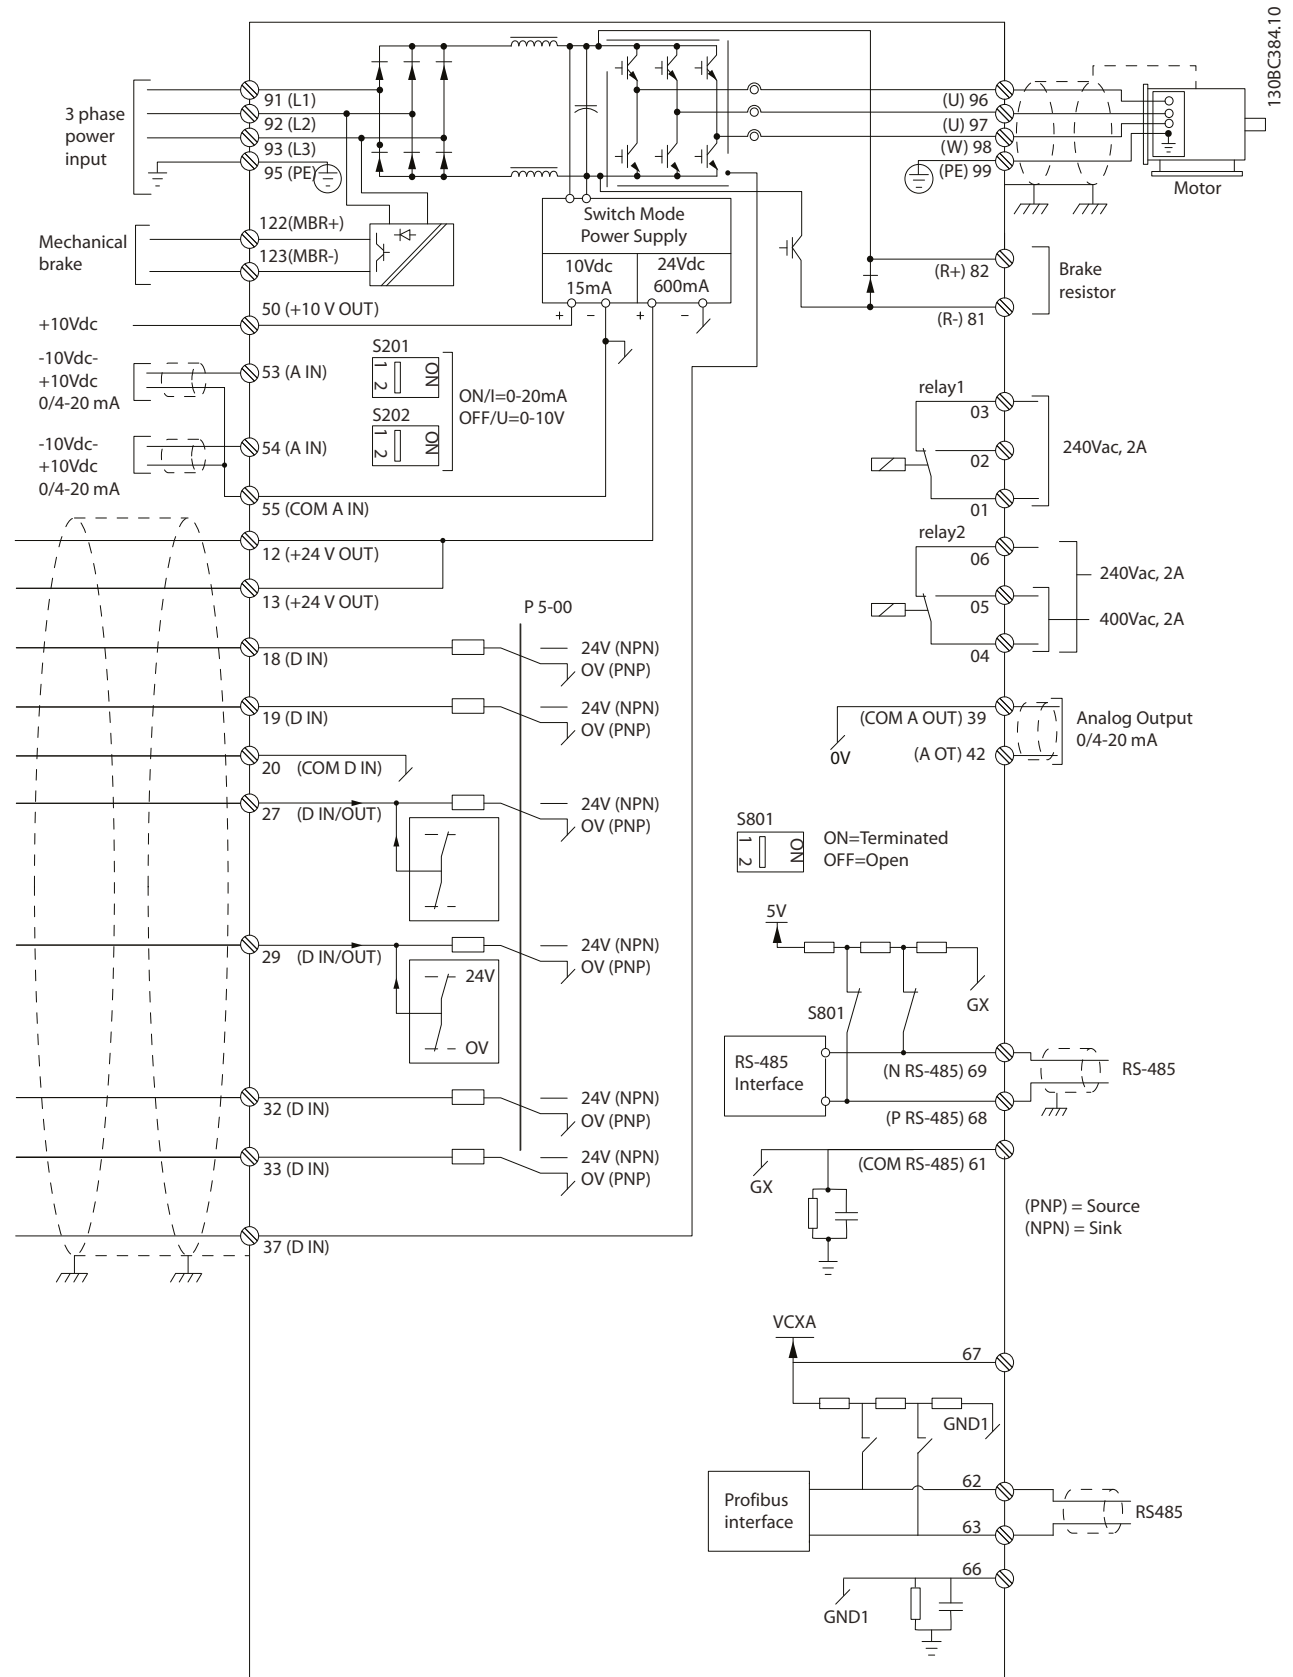 130BC384.10
3 phase
power
input
91 (L1)
92 (L2)
93 (L3)
95 (PE)
(U) 96
(U) 97
(W) 98
(PE) 99
Motor
Mechanical
brake
122(MBR+)
123(MBR-)
Switch Mode
Power Supply
10Vdc
15mA
24Vdc
600mA
+
-
+
-
(R+) 82
(R-) 81
Brake
resistor
+10Vdc
50 (+10 V OUT)
-10Vdc-
+10Vdc
0/4-20 mA
53 (A IN)
S201
1
2
ON
S202
1
2
ON
ON/I=0-20mA
OFF/U=0-10V
-10Vdc-
+10Vdc
0/4-20 mA
54 (A IN)
55 (COM A IN)
relay1
03
02
01
240Vac, 2A
12 (+24 V OUT)
13 (+24 V OUT)
relay2
06
05
04
240Vac, 2A
400Vac, 2A
P 5-00
18 (D IN)
24V (NPN)
OV (PNP)
19 (D IN)
24V (NPN)
OV (PNP)
20 (COM D IN)
27 (D IN/OUT)
24V (NPN)
OV (PNP)
29 (D IN/OUT)
24V (NPN)
OV (PNP)
24V
OV
32 (D IN)
24V (NPN)
OV (PNP)
33 (D IN)
24V (NPN)
OV (PNP)
37 (D IN)
(COM A OUT) 39
0V
(A OT) 42
Analog Output
0/4-20 mA
S801
1
2
ON
ON=Terminated
OFF=Open
5V
GX
S801
RS-485
Interface
(N RS-485) 69
(P RS-485) 68
RS-485
(COM RS-485) 61
GX
(PNP) = Source
(NPN) = Sink
VCXA
67
GND1
Profibus
interface
62
63
RS485
66
GND1